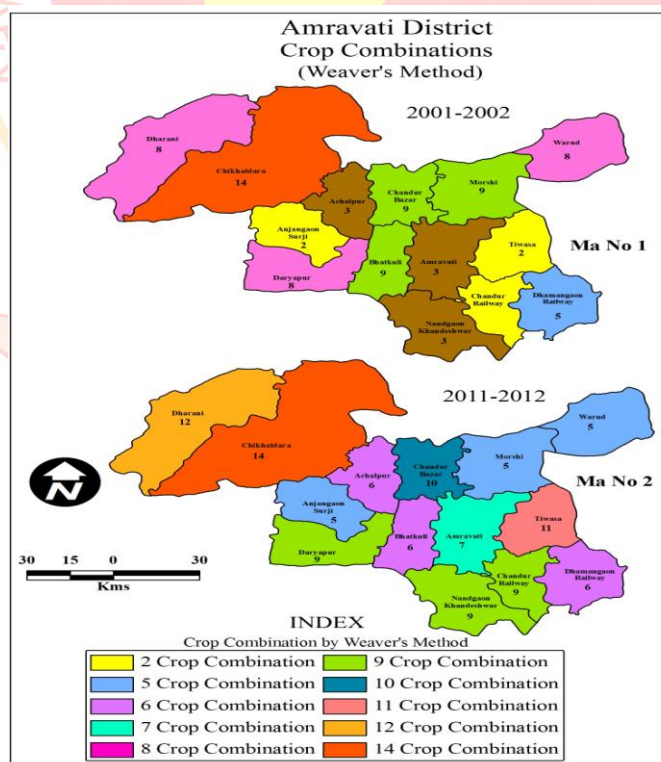 Amravati District
Crop Combinations
(Weaver's Method)
2001-2002
Dharani
8
Chikhaldara
14
Warud
8
Achalpur
3
Chandur
Bazar
9
Morshi
9
Anjangaon
Surji
2
Bhatkuli
9
Amravati
3
Tiwasa
2
Ma No 1
Daryapur
8
Chandur
Railway
Dhamangaon
Railway
5
Nandgaon
Khandeshwar
3
2011-2012
Dharani
12
Chikhaldara
14
Warud
5
Achalpur
6
Chandur
Bazar
10
Morshi
5
Ma No 2
N
Anjangaon
Surji
5
Bhatkuli
6
Amravati
7
Tiwasa
11
Daryapur
9
Chandur
Railway
9
Dhamangaon
Railway
6
Nandgaon
Khandeshwar
9
30 15 0 30
Kms
INDEX
Crop Combination by Weaver's Method
2 Crop Combination 9 Crop Combination
5 Crop Combination 10 Crop Combination
6 Crop Combination 11 Crop Combination
7 Crop Combination 12 Crop Combination
8 Crop Combination 14 Crop Combination